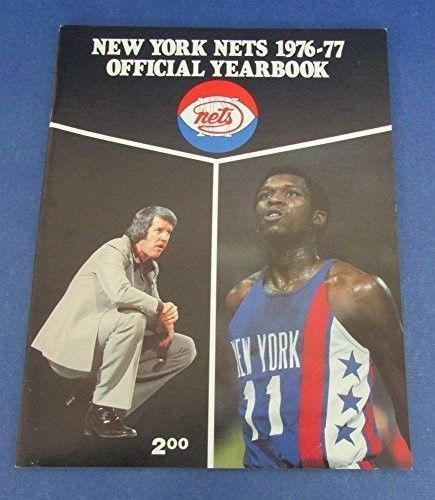 NEW YORK NETS 1976-77
OFFICIAL YEARBOOK
nets
NEW YORK
11
2.00